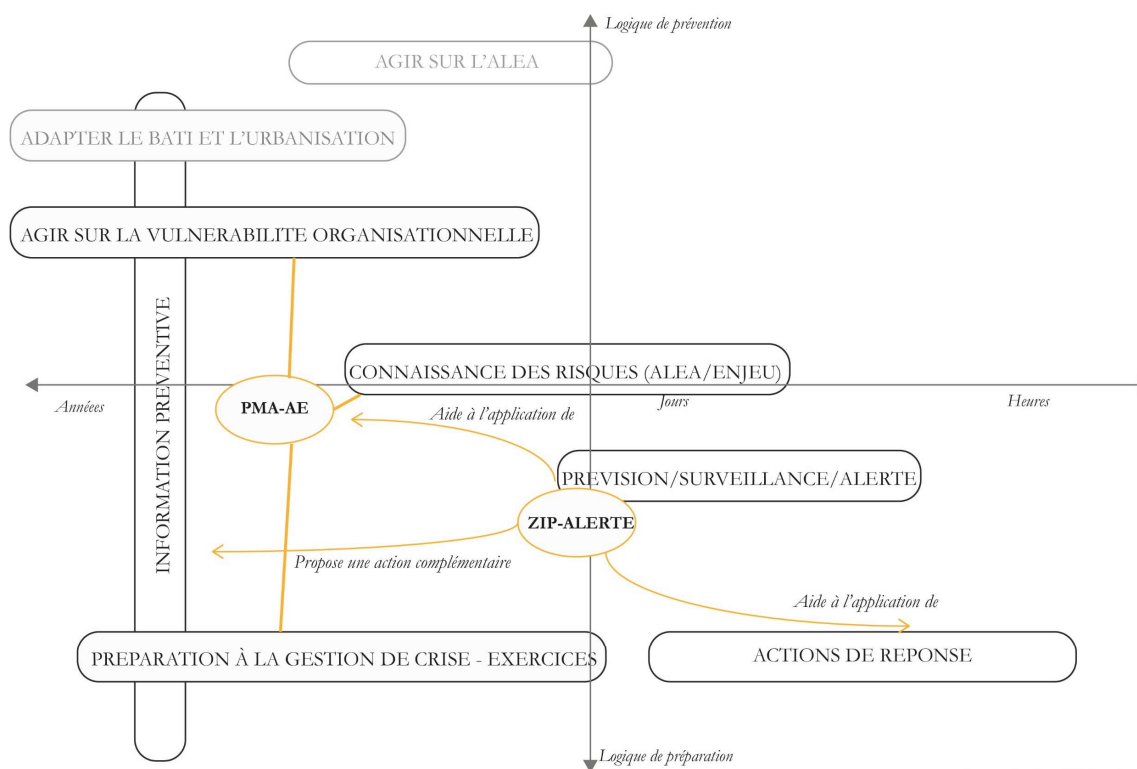 Logique de prévention
AGIR SUR L'ALEA
ADAPTER LE BATI ET L'URBANISATION
AGIR SUR LA VULNERABILITE ORGANISATIONNELLE
INFORMATION PREVENTIVE
CONNAISSANCE DES RISQUES (ALEA/ENJEU)
Annéees
PMA-AE
Aide à l'application de
Jours
Heures
PREVISION/SURVEILLANCE/ALERTE
ZIP-ALERTE
Propose une action complémentaire
Aide à l'application de
PREPARATION À LA GESTION DE CRISE - EXERCICES
ACTIONS DE REPONSE
Logique de préparation